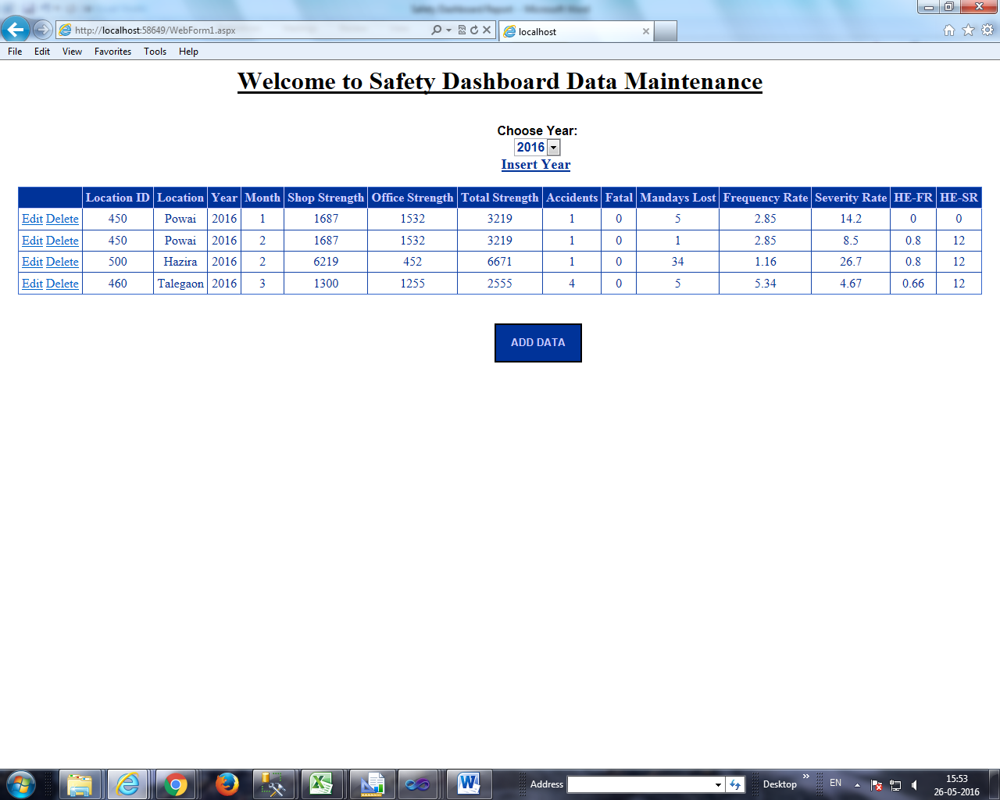 Safety Dashboard Report - Microsoft Word
http://localhost:58649/WebForm1.aspx
localhost
File Edit View Favorites Tools Help
Welcome to Safety Dashboard Data Maintenance
Choose Year:
2016
Insert Year
Location ID Location Year Month Shop Strength Office Strength Total Strength Accidents Fatal Mandays Lost Frequency Rate Severity Rate HE-FR HE-SR
Edit Delete 450 Powai 2016 1 1687 1532 3219 1 0 5 2.85 14.2 0 0
Edit Delete 450 Powai 2016 2 1687 1532 3219 1 0 1 2.85 8.5 0.8 12
Edit Delete 500 Hazira 2016 2 6219 452 6671 1 0 34 1.16 26.7 0.8 12
Edit Delete 460 Talegaon 2016 3 1300 1255 2555 4 0 5 5.34 4.67 0.66 12
ADD DATA
Address Desktop » EN 15:53
26-05-2016